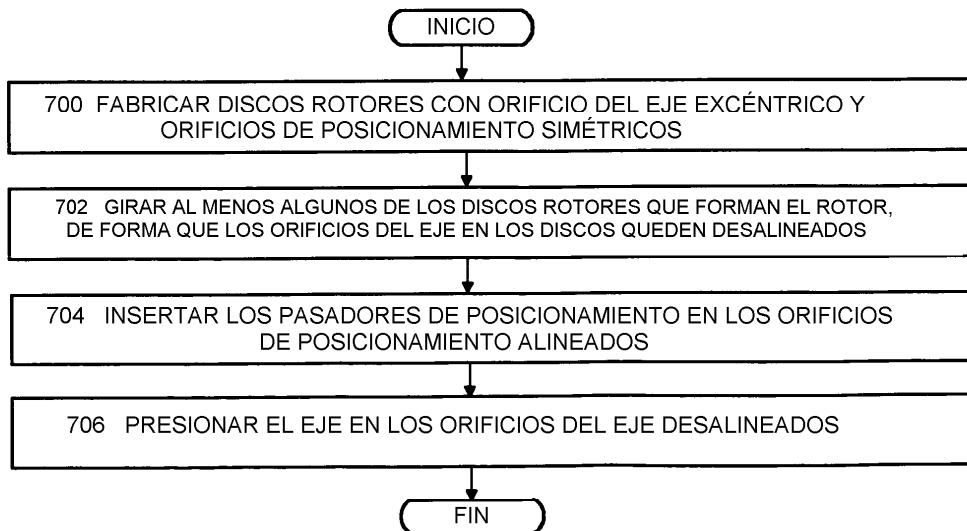 INICIO
700 FABRICAR DISCOS ROTORES CON ORIFICIO DEL EJE EXCÉNTRICO Y
ORIFICIOS DE POSICIONAMIENTO SIMÉTRICOS
702 GIRAR AL MENOS ALGUNOS DE LOS DISCOS ROTORES QUE FORMAN EL ROTOR,
DE FORMA QUE LOS ORIFICIOS DEL EJE EN LOS DISCOS QUEDEN DESALINEADOS
704 INSERTAR LOS PASADORES DE POSICIONAMIENTO EN LOS ORIFICIOS
DE POSICIONAMIENTO ALINEADOS
706 PRESIONAR EL EJE EN LOS ORIFICIOS DEL EJE DESALINEADOS
FIN